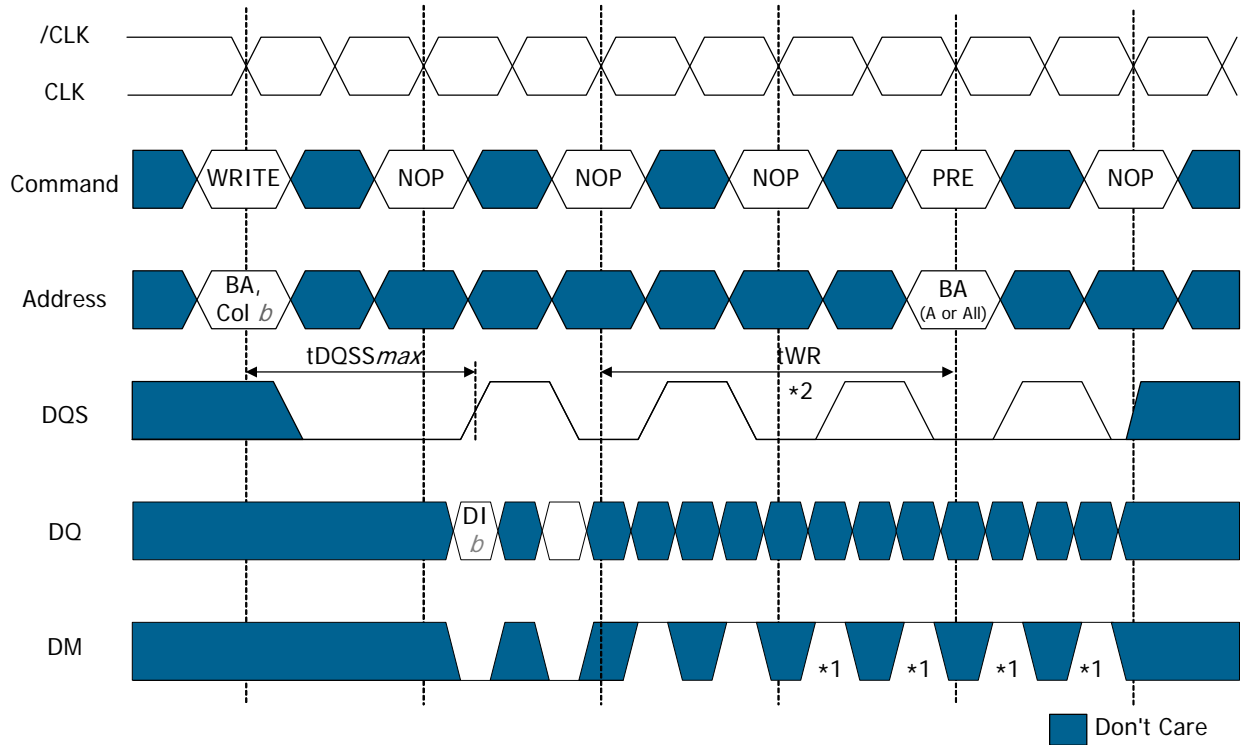 /CLK
CLK
Command
WRITE
NOP
NOP
NOP
PRE
NOP
Address
BA,
Col b
BA
(A or All)
tDQSSmax
tWR
*2
DQS
DQ
DI
b
DM
*1
*1
*1
*1
Don't Care